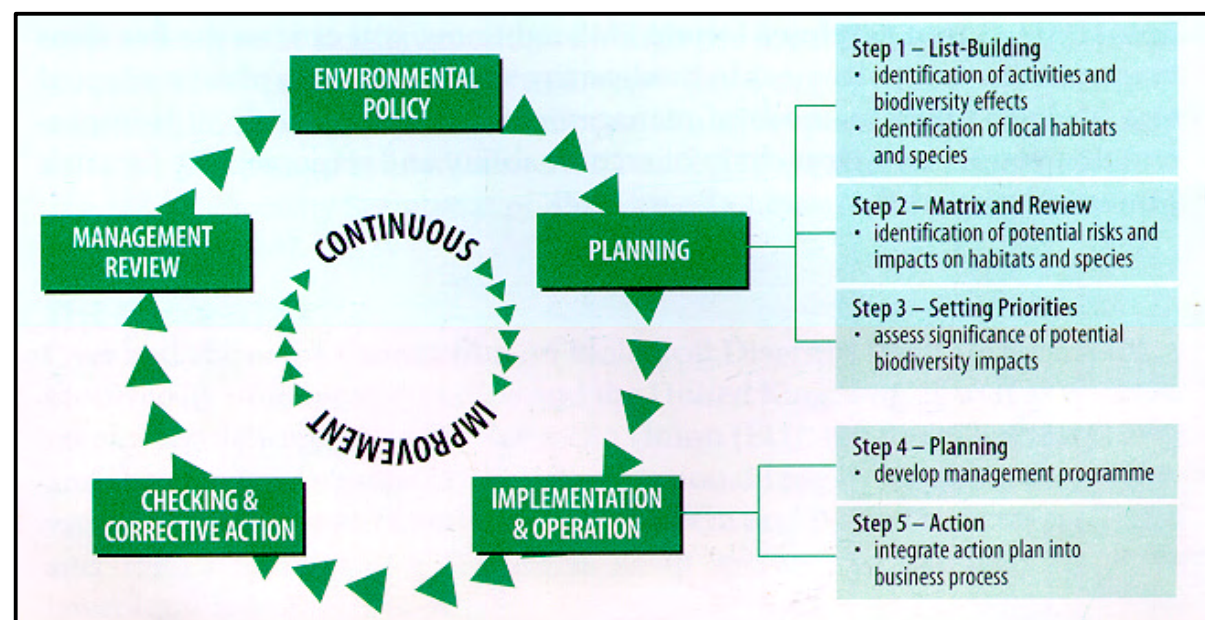 ENVIRONMENTAL
POLICY
PLANNING
IMPLEMENTATION
& OPERATION
CHECKING &
CORRECTIVE ACTION
MANAGEMENT
REVIEW
CONTINUOUS
IMPROVEMENT
Step 1 – List-Building
• identification of activities and
biodiversity effects
• identification of local habitats
and species
Step 2 – Matrix and Review
• identification of potential risks and
impacts on habitats and species
Step 3 – Setting Priorities
• assess significance of potential
biodiversity impacts
Step 4 – Planning
• develop management programme
Step 5 – Action
• integrate action plan into
business process